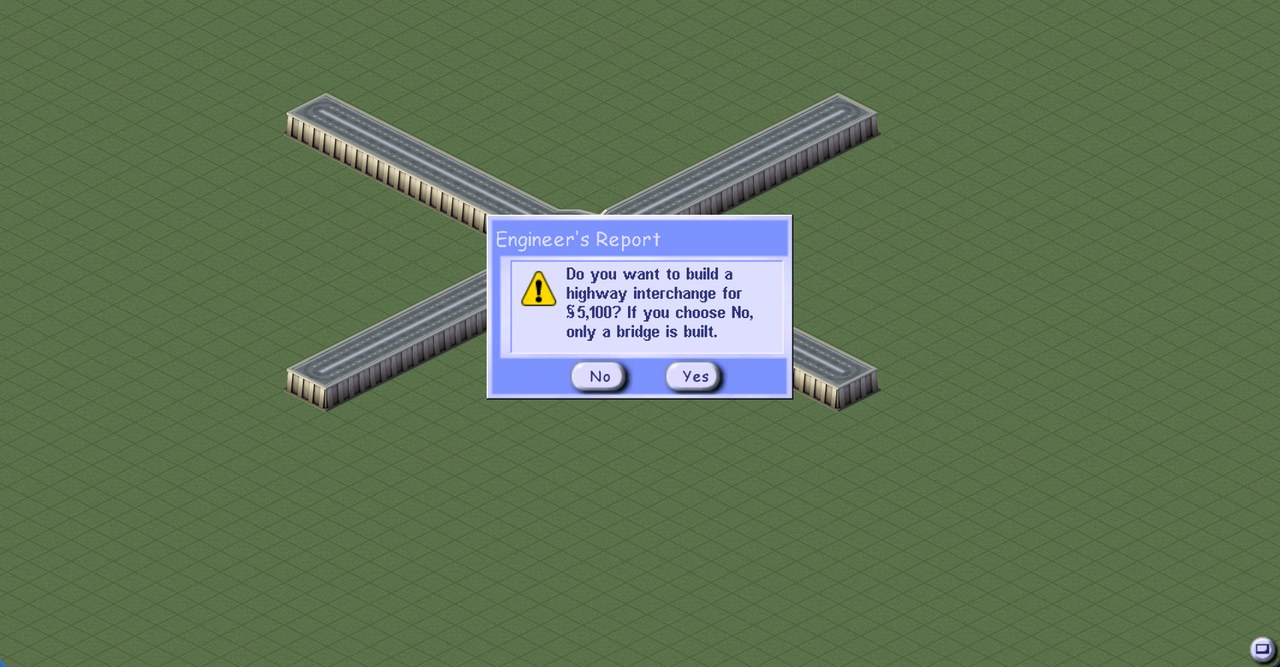 Engineer's Report
Do you want to build a
highway interchange for
§5,100? If you choose No,
only a bridge is built.
No
Yes